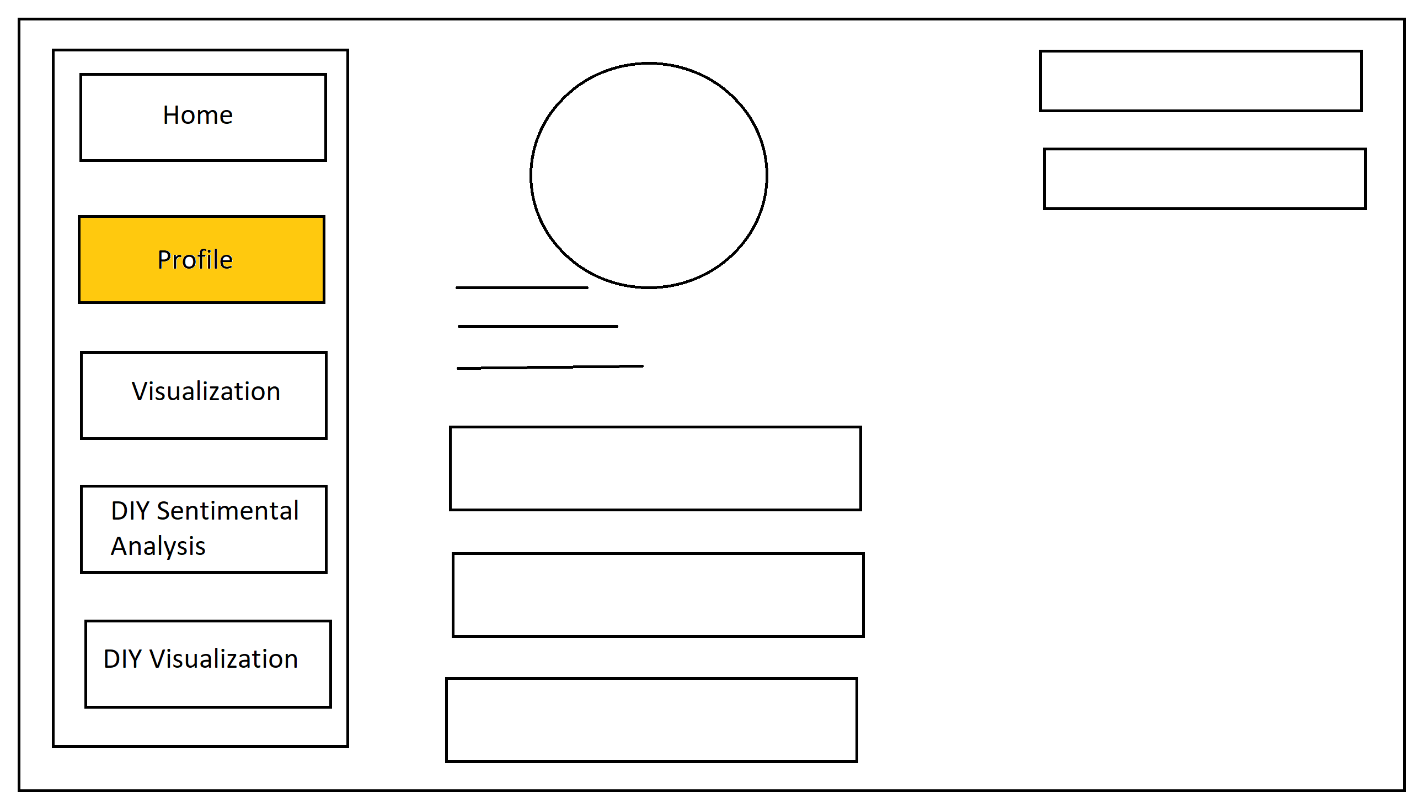 Home
Profile
Visualization
DIY Sentimental
Analysis
DIY Visualization